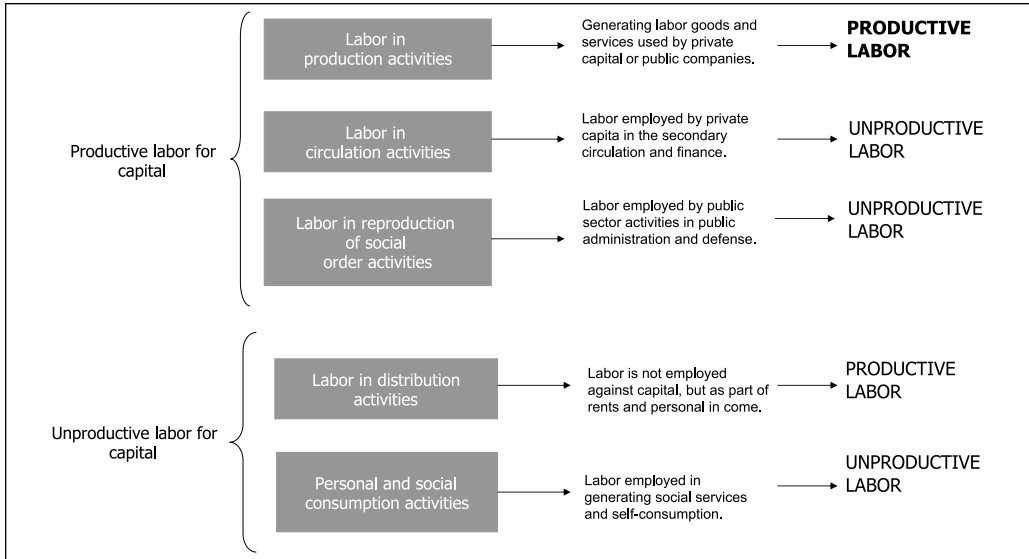 Productive labor for
capital
Labor in
production activities
Generating labor goods and
services used by private
capital or public companies.
PRODUCTIVE
LABOR
Labor in
circulation activities
Labor employed by private
capita in the secondary
circulation and finance.
UNPRODUCTIVE
LABOR
Labor in reproduction
of social
order activities
Labor employed by public
sector activities in public
administration and defense.
UNPRODUCTIVE
LABOR
Unproductive labor for
capital
Labor in distribution
activities
Labor is not employed
against capital, but as part of
rents and personal in come.
PRODUCTIVE
LABOR
Personal and social
consumption activities
Labor employed in
generating social services
and self-consumption.
UNPRODUCTIVE
LABOR